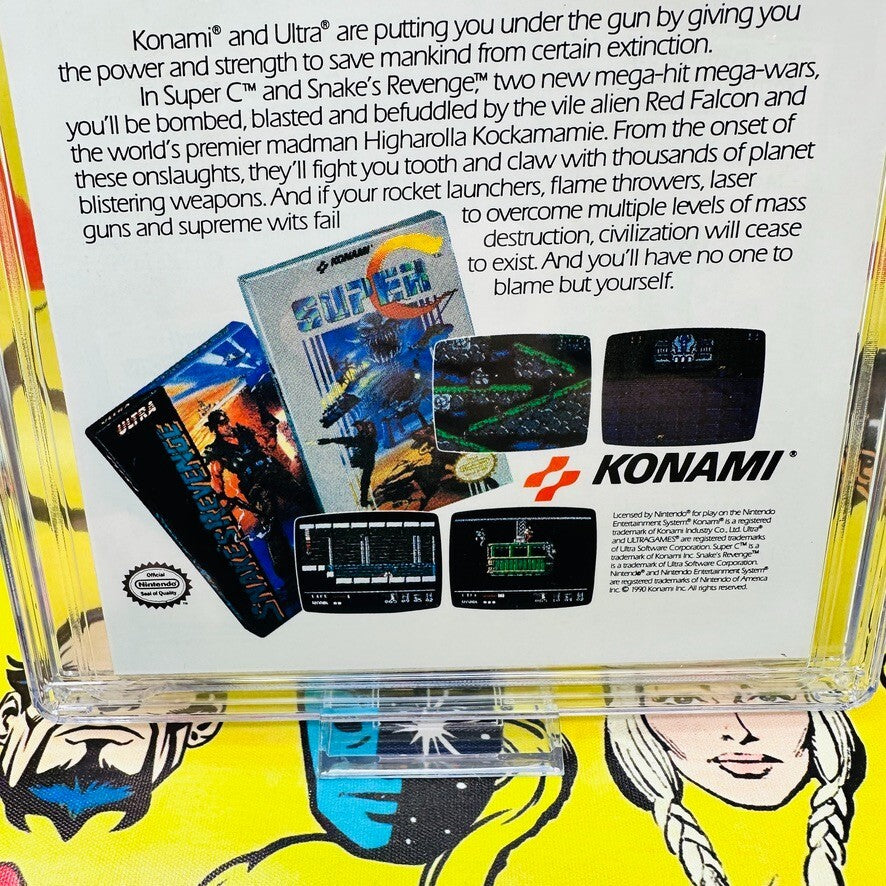 Konami® and Ultra® are putting you under the gun by giving you
the power and strength to save mankind from certain extinction.
In Super C™ and Snake's Revenge,™ two new mega-hit mega-wars,
you'll be bombed, blasted and befuddled by the vile alien Red Falcon and
the world's premier madman Higharolla Kockamamie. From the onset of
these onslaughts, they'll fight you tooth and claw with thousands of planet
blistering weapons. And if your rocket launchers, flame throwers, laser
guns and supreme wits fail to overcome multiple levels of mass
destruction, civilization will cease
to exist. And you'll have no one to
blame but yourself.
KONAMI
SUPER C
ULTRA
SNAKE'S REVENGE
KONAMI®
Licensed by Nintendo® for play on the Nintendo
Entertainment System® Konami® is a registered
trademark of Konami Industry Co., Ltd. Ultra®
and ULTRAGAMES® are registered trademarks
of Ultra Software Corporation. Super C™ is a
trademark of Konami Inc. Snake's Revenge™
is a trademark of Ultra Software Corporation.
Nintendo® and Nintendo Entertainment System®
are registered trademarks of Nintendo of America
Inc. © 1990 Konami Inc. All rights reserved.
Official
Nintendo
Seal of Quality